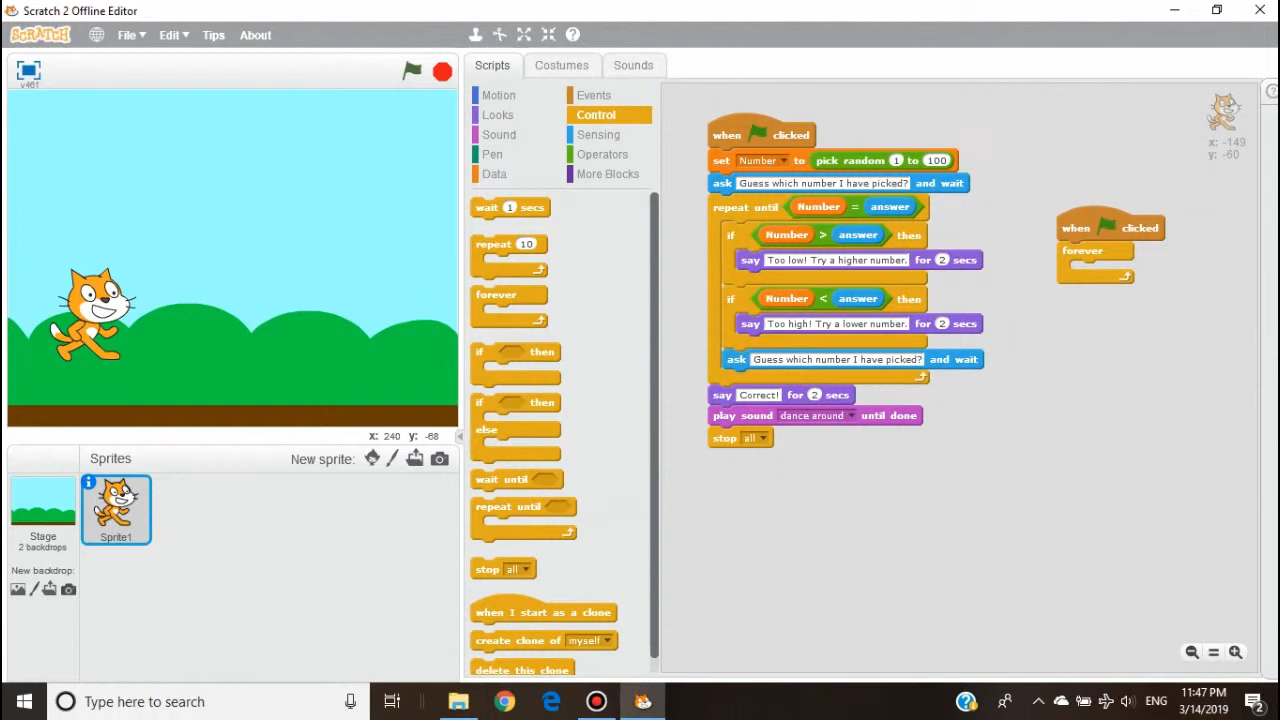 Scratch 2 Offline Editor
SCRATCH
File Edit Tips About
v461
Scripts Costumes Sounds
Motion Events
Looks Control
Sound Sensing
Pen Operators
Data More Blocks
wait 1 secs
repeat 10
forever
if then
if then
else
wait until
repeat until
stop all
when I start as a clone
create clone of myself
delete this clone
when clicked
set Number to pick random 1 to 100
ask Guess which number I have picked? and wait
repeat until Number = answer
if Number > answer then
say Too low! Try a higher number. for 2 secs
if Number < answer then
say Too high! Try a lower number. for 2 secs
ask Guess which number I have picked? and wait
say Correct! for 2 secs
play sound dance around until done
stop all
when clicked
forever
x: -149
y: -60
x: 240 y: -68
Sprites New sprite:
Stage
2 backdrops
New backdrop:
Sprite1
Type here to search
ENG
11:47 PM
3/14/2019
2